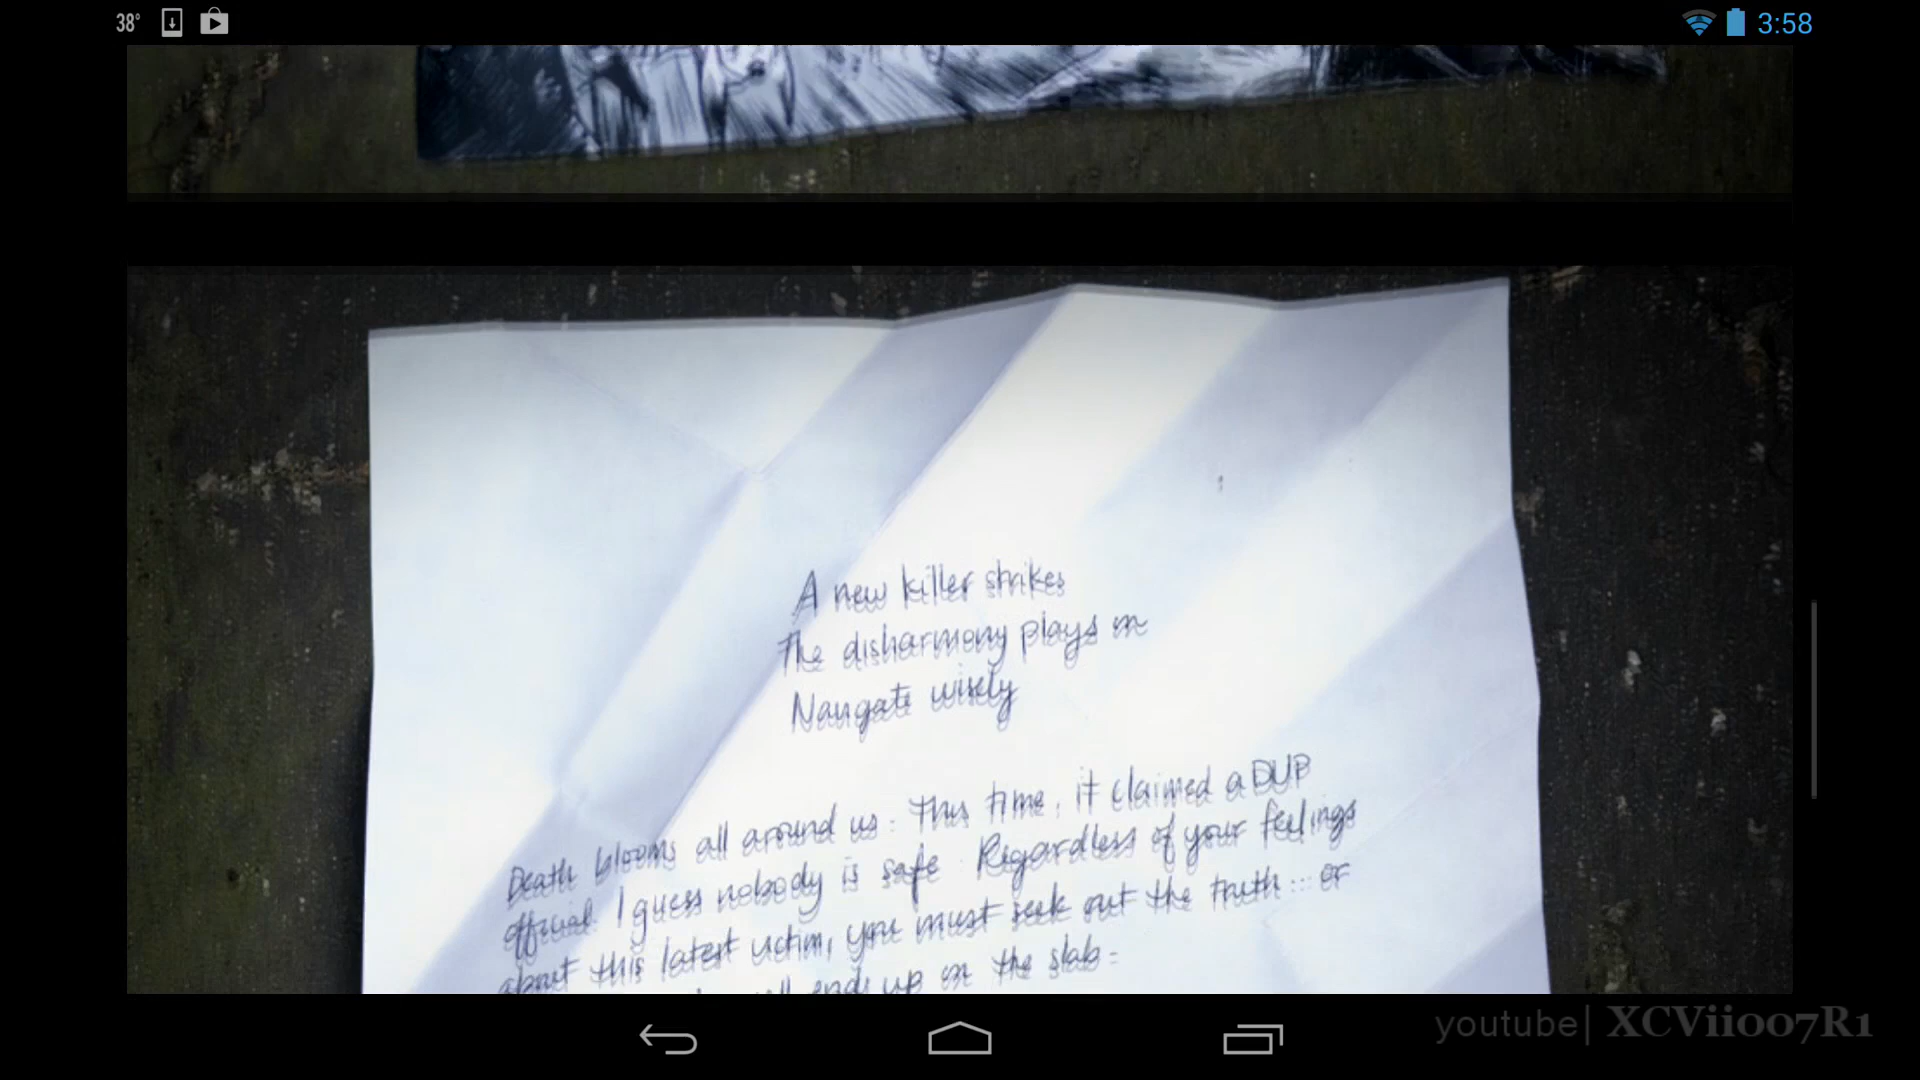 38°
3:58
A new killer strikes
The disharmony plays on
Navigate wisely
Death blooms all around us. This time, it claimed a DUP
official. I guess nobody is safe. Regardless of your feelings
about this latest victim, you must seek out the truth... or
end up on the slab.
youtube| XCVii007R1